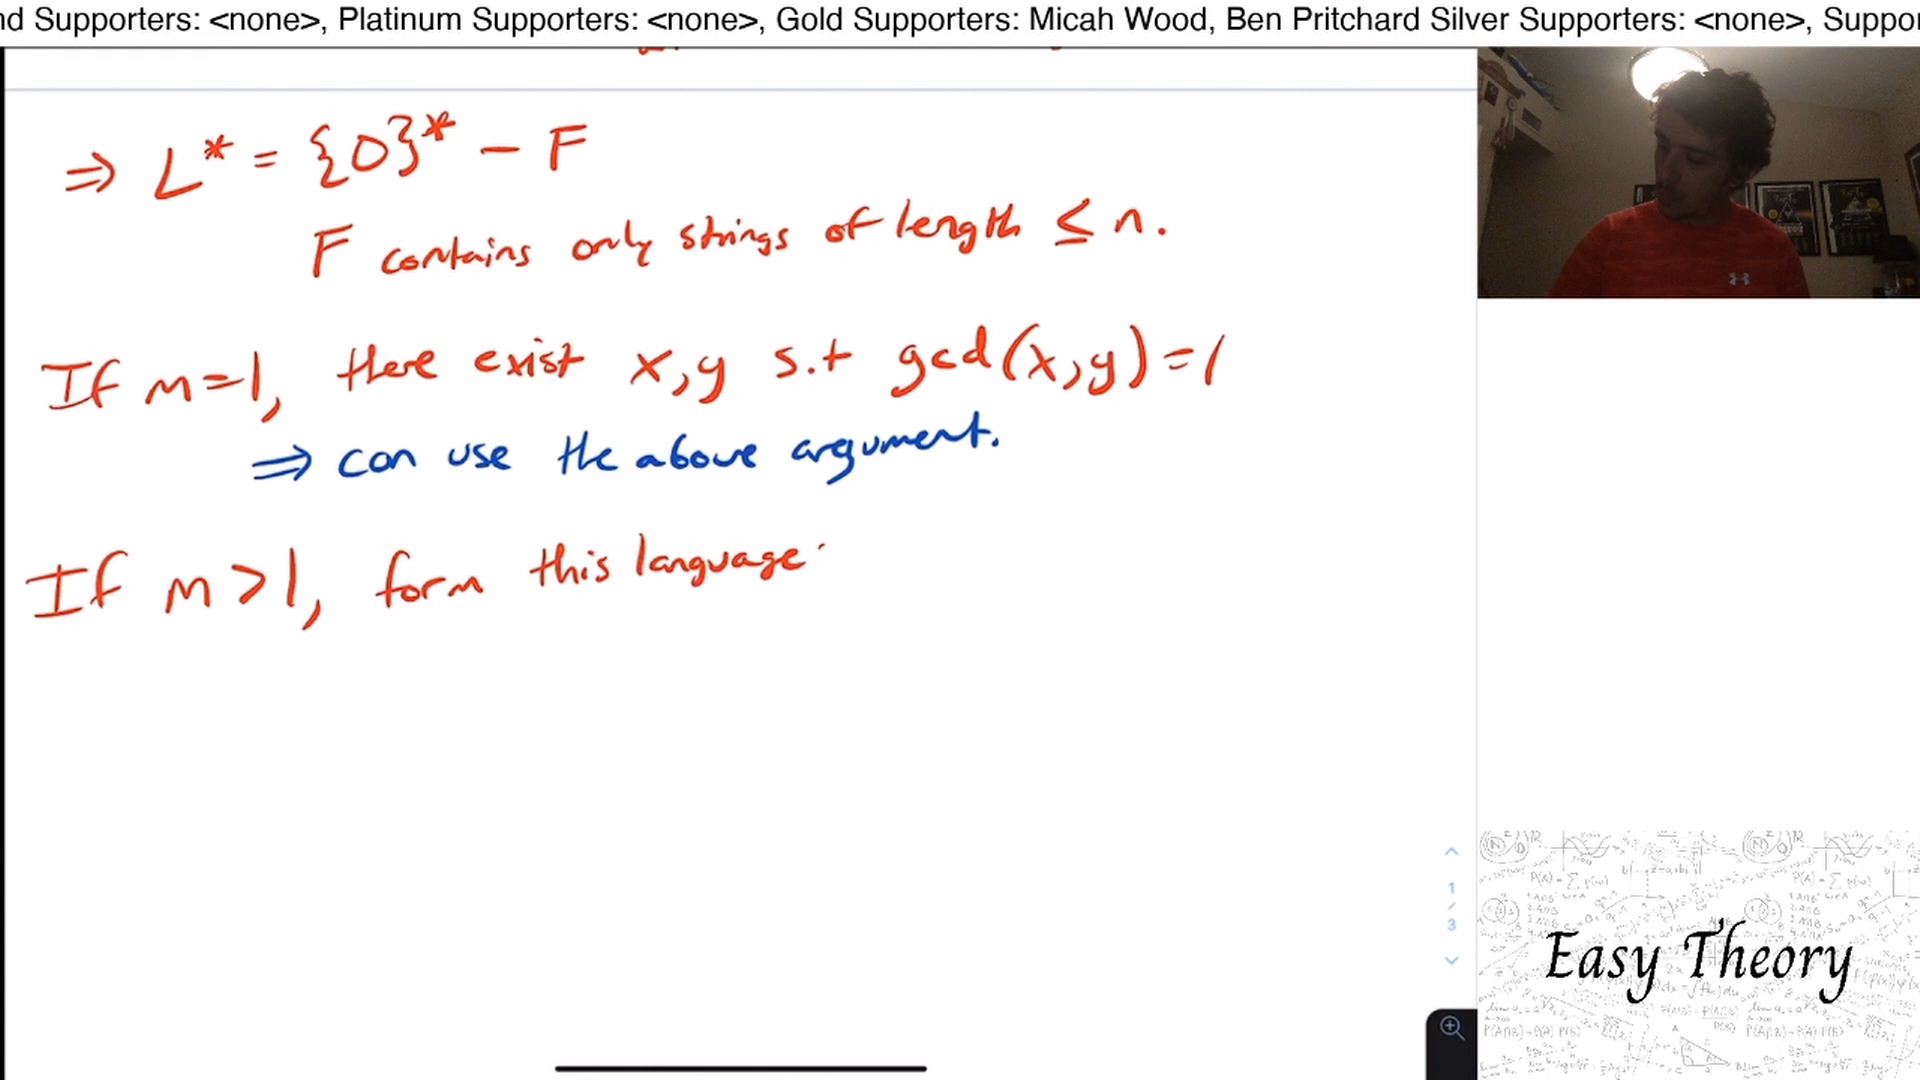 nd Supporters: <none>, Platinum Supporters: <none>, Gold Supporters: Micah Wood, Ben Pritchard Silver Supporters: <none>, Suppo
⇒ L* = {0}* - F
F contains only strings of length ≤ n.
If m=1, there exist x,y s.t gcd(x,y)=1
⇒ can use the above argument.
If m>1, form this language:
1
3
Easy Theory